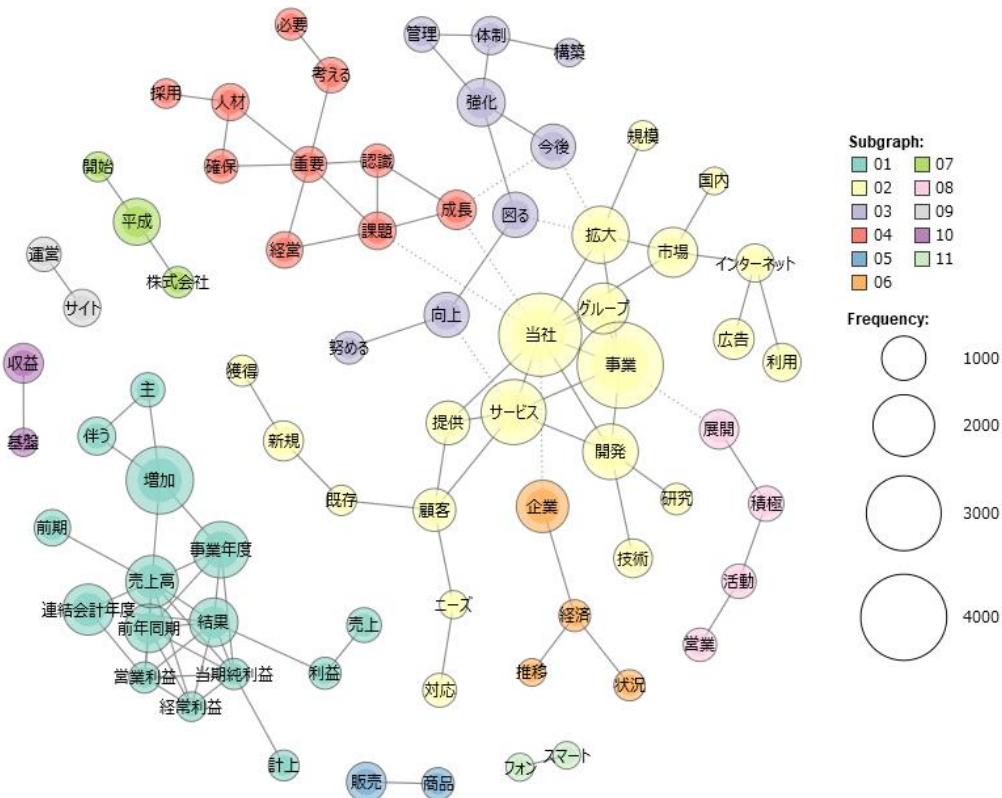 必要
管理
体制
構築
考える
採用
人材
強化
今後
規模
開始
確保
重要
認識
国内
平成
成長
図る
拡大
課題
経営
市場
インターネット
運営
株式会社
サイト
グループ
向上
当社
努める
広告
利用
事業
収益
獲得
主
サービス
提供
展開
伴う
基盤
新規
開発
増加
既存
顧客
企業
研究
積極
前期
事業年度
技術
売上高
活動
連結会計年度
前年同期
結果
売上
ニーズ
経済
営業
営業利益
当期純利益
利益
推移
状況
対応
経常利益
計上
販売
商品
フォン
スマート
Subgraph:
01 07
02 08
03 09
04 10
05 11
06
Frequency:
1000
2000
3000
4000